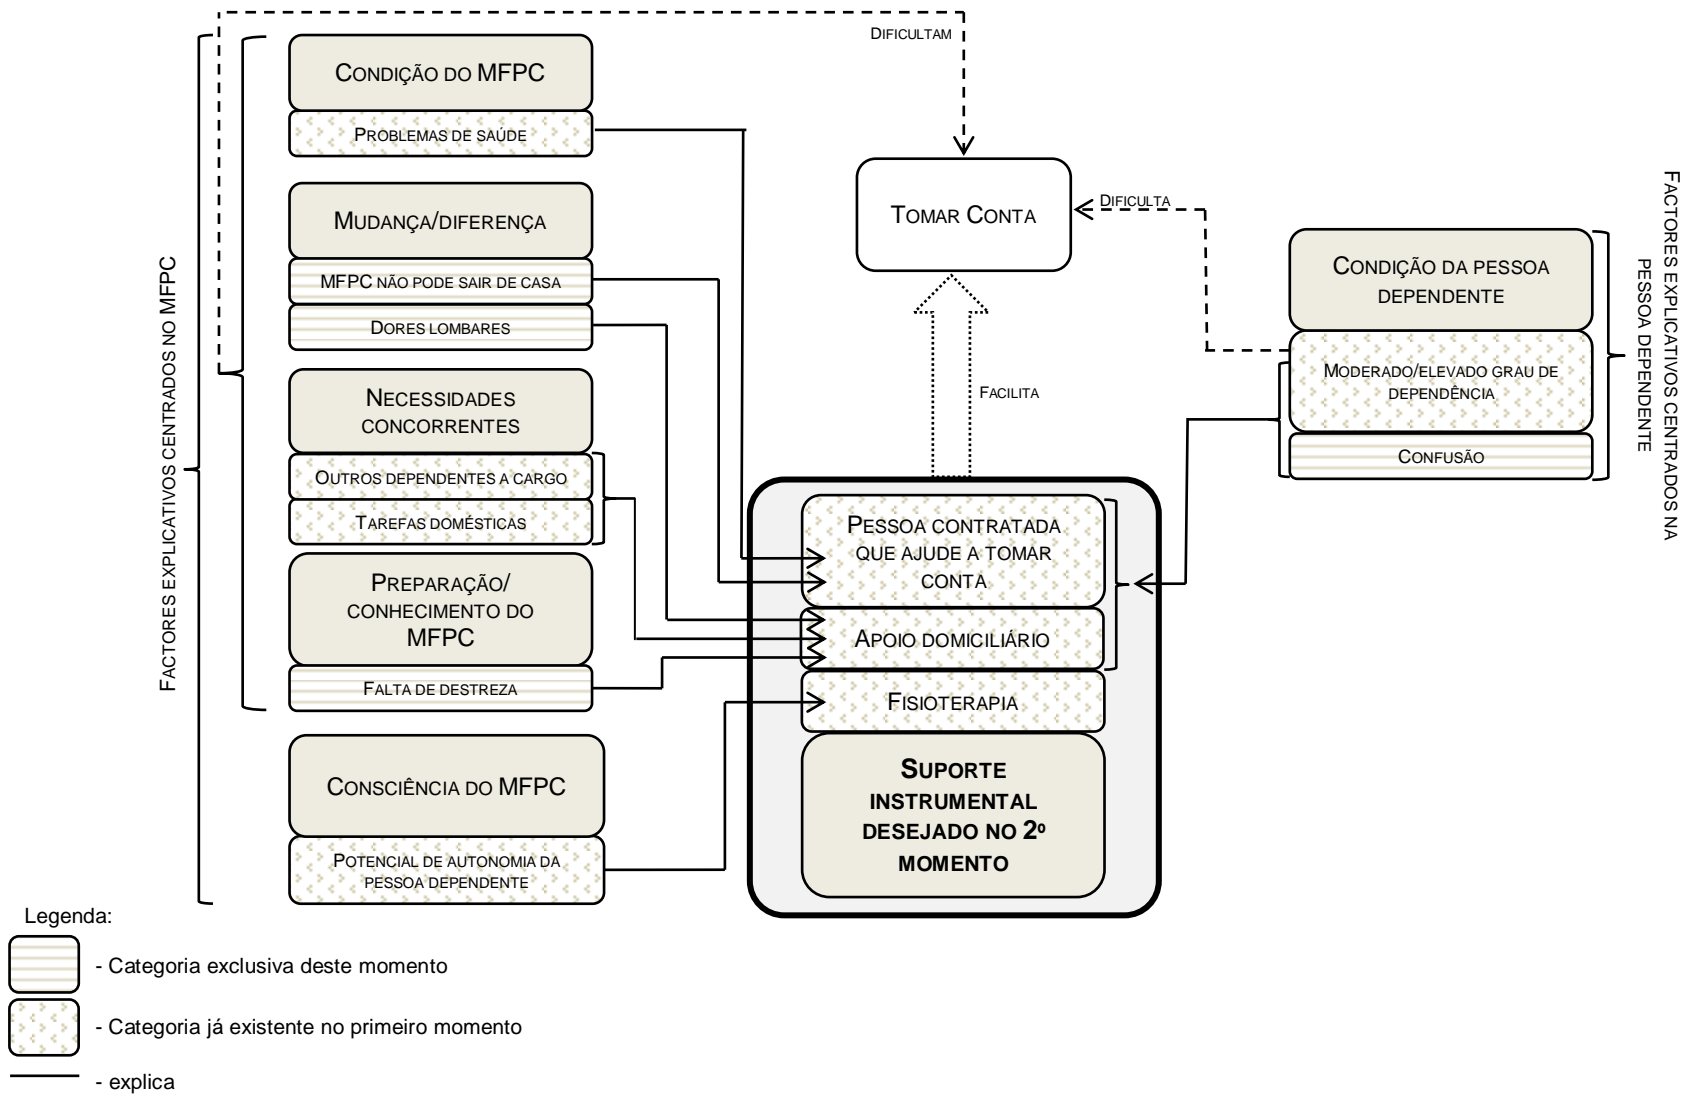 DIFICULTAM
CONDIÇÃO DO MFPC
PROBLEMAS DE SAÚDE
MUDANÇA/DIFERENÇA
MFPC NÃO PODE SAIR DE CASA
DORES LOMBARES
NECESSIDADES
CONCORRENTES
OUTROS DEPENDENTES A CARGO
TAREFAS DOMÉSTICAS
PREPARAÇÃO/
CONHECIMENTO DO
MFPC
FALTA DE DESTREZA
CONSCIÊNCIA DO MFPC
POTENCIAL DE AUTONOMIA DA
PESSOA DEPENDENTE
FACTORES EXPLICATIVOS CENTRADOS NO MFPC
TOMAR CONTA
DIFICULTA
FACILITA
PESSOA CONTRATADA
QUE AJUDE A TOMAR
CONTA
APOIO DOMICILIÁRIO
FISIOTERAPIA
SUPORTE
INSTRUMENTAL
DESEJADO NO 2º
MOMENTO
CONDIÇÃO DA PESSOA
DEPENDENTE
MODERADO/ELEVADO GRAU DE
DEPENDÊNCIA
CONFUSÃO
FACTORES EXPLICATIVOS CENTRADOS NA
PESSOA DEPENDENTE
Legenda:
- Categoria exclusiva deste momento
- Categoria já existente no primeiro momento
- explica